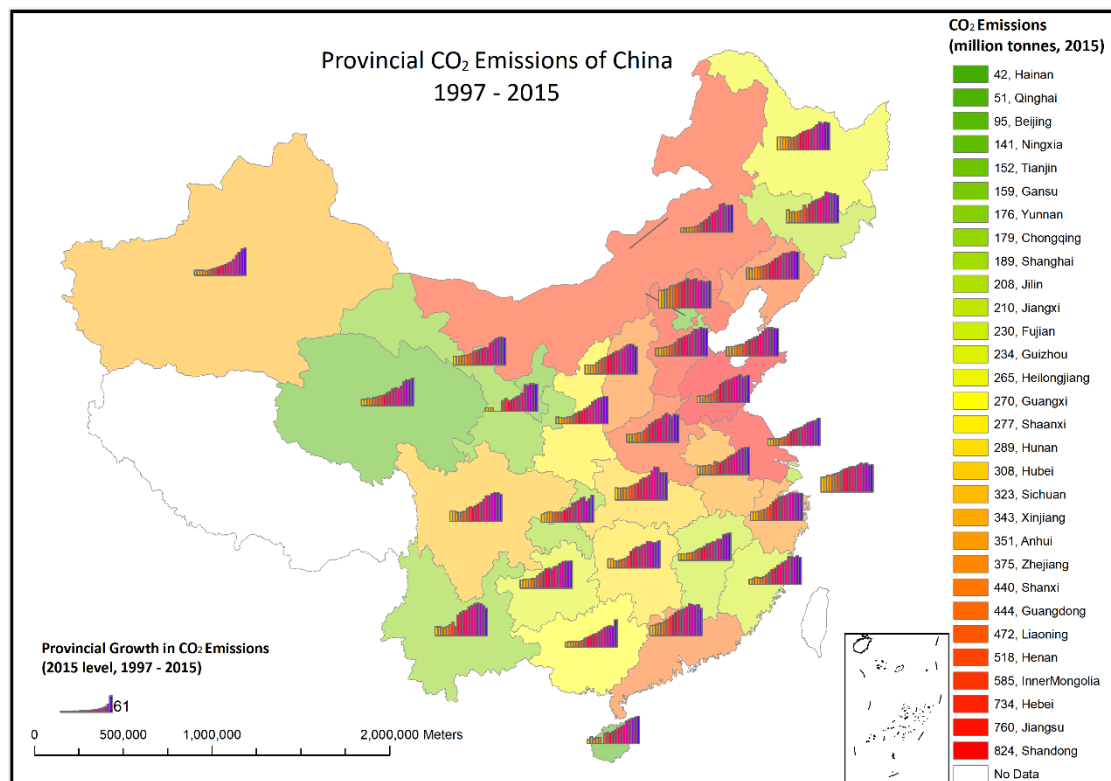 Provincial CO₂ Emissions of China
1997 - 2015
CO₂ Emissions
(million tonnes, 2015)
42, Hainan
51, Qinghai
95, Beijing
141, Ningxia
152, Tianjin
159, Gansu
176, Yunnan
179, Chongqing
189, Shanghai
208, Jilin
210, Jiangxi
230, Fujian
234, Guizhou
265, Heilongjiang
270, Guangxi
277, Shaanxi
289, Hunan
308, Hubei
323, Sichuan
343, Xinjiang
351, Anhui
375, Zhejiang
440, Shanxi
444, Guangdong
472, Liaoning
518, Henan
585, InnerMongolia
734, Hebei
760, Jiangsu
824, Shandong
No Data
Provincial Growth in CO₂ Emissions
(2015 level, 1997 - 2015)
61
0 500,000 1,000,000 2,000,000 Meters